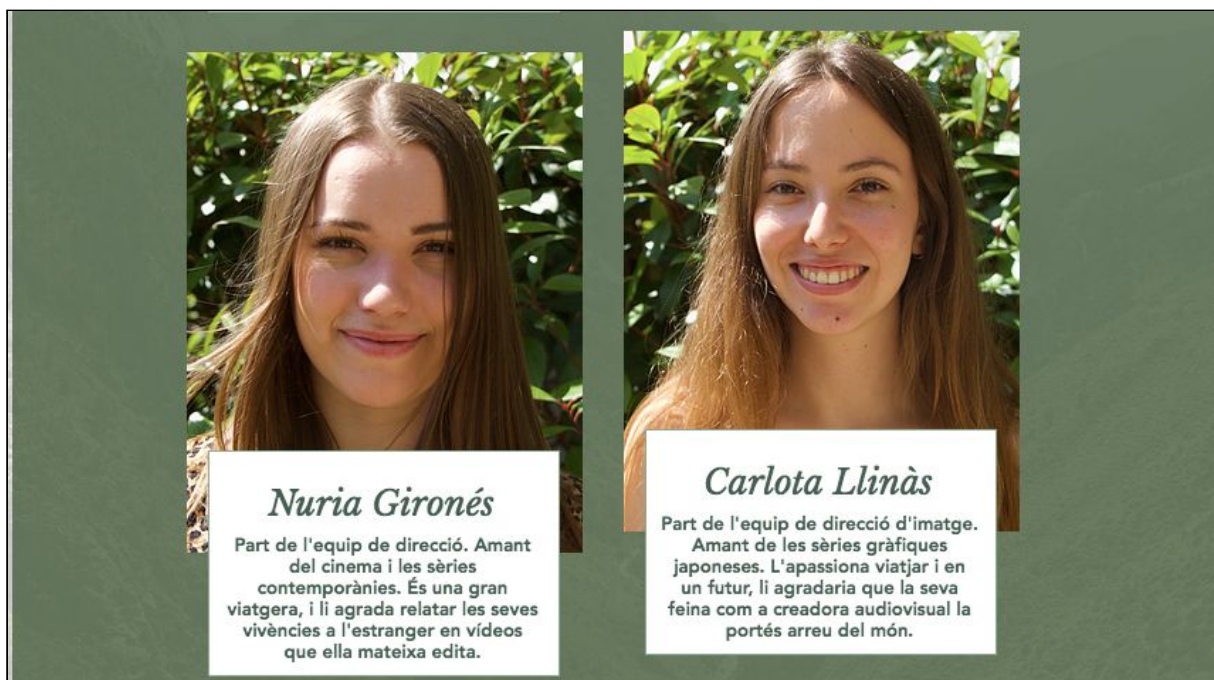 Nuria Gironés
Part de l'equip de direcció. Amant
del cinema i les sèries
contemporànies. És una gran
viatgera, i li agrada relatar les seves
vivències a l'estranger en vídeos
que ella mateixa edita.
Carlota Llinàs
Part de l'equip de direcció d'imatge.
Amant de les sèries gràfiques
japoneses. L'apassiona viatjar i en
un futur, li agradaria que la seva
feina com a creadora audiovisual la
portés arreu del món.